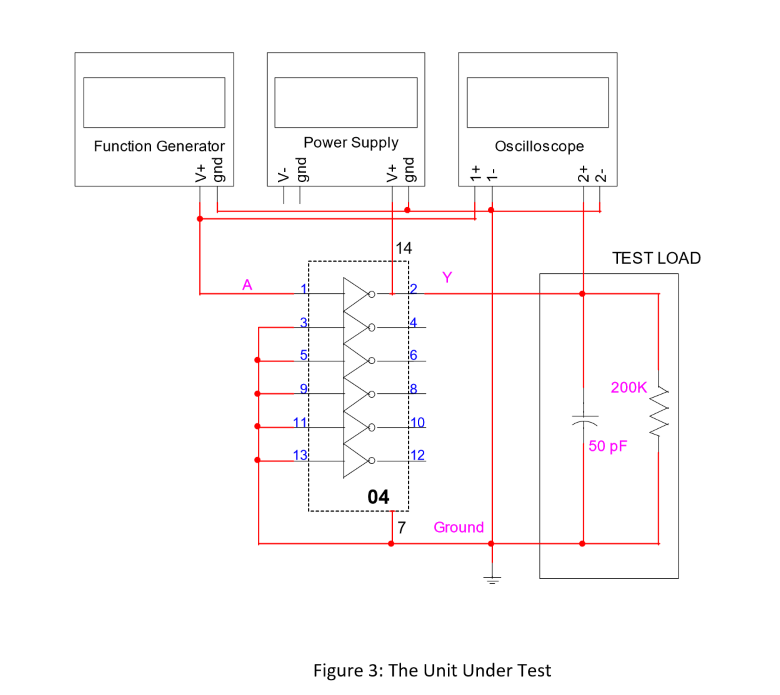 Function Generator
Power Supply
Oscilloscope
V+
gnd
V-
gnd
V+
gnd
1+
1-
2+
2-
14
TEST LOAD
A
Y
1
2
3
4
5
6
9
8
11
10
13
12
200K
50 pF
04
7
Ground
Figure 3: The Unit Under Test